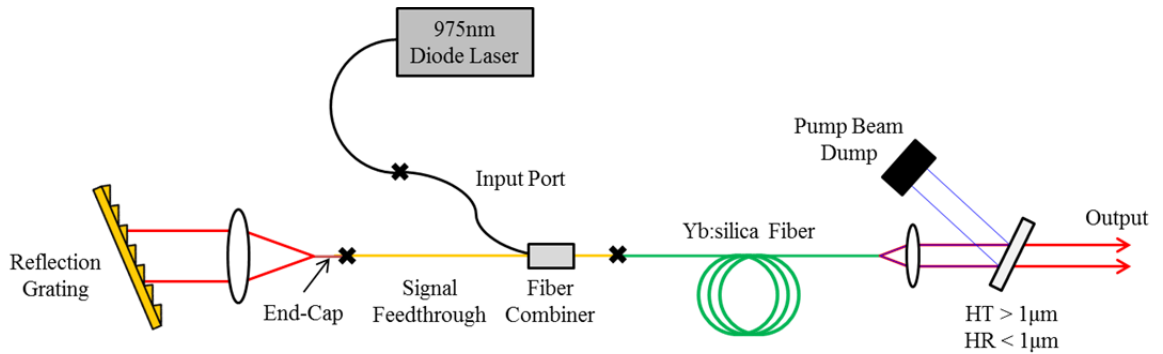 975nm
Diode Laser
Pump Beam
Dump
Input Port
Output
Yb:silica Fiber
Reflection
Grating
End-Cap
Signal
Feedthrough
Fiber
Combiner
HT > 1μm
HR < 1μm